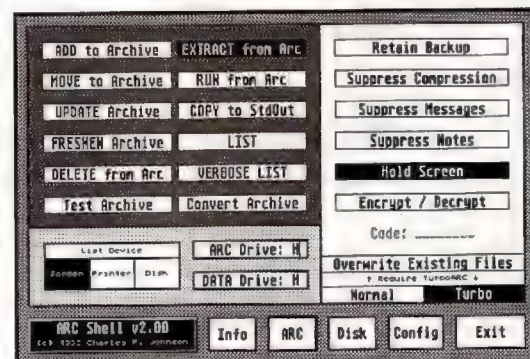 ADD to Archive
EXTRACT from Arc
MOVE to Archive
RUN from Arc
UPDATE Archive
COPY to StdOut
FRESHEN Archive
LIST
DELETE from Arc
VERBOSE LIST
Test Archive
Convert Archive
List Device
Screen Printer Disk
ARC Drive: H
DATA Drive: H
Retain Backup
Suppress Compression
Suppress Messages
Suppress Notes
Hold Screen
Encrypt / Decrypt
Code: ________
Overwrite Existing Files
↑ Require TurboARC ↓
Normal Turbo
ARC Shell v2.00
Charles F. Johnson
Info
ARC
Disk
Config
Exit